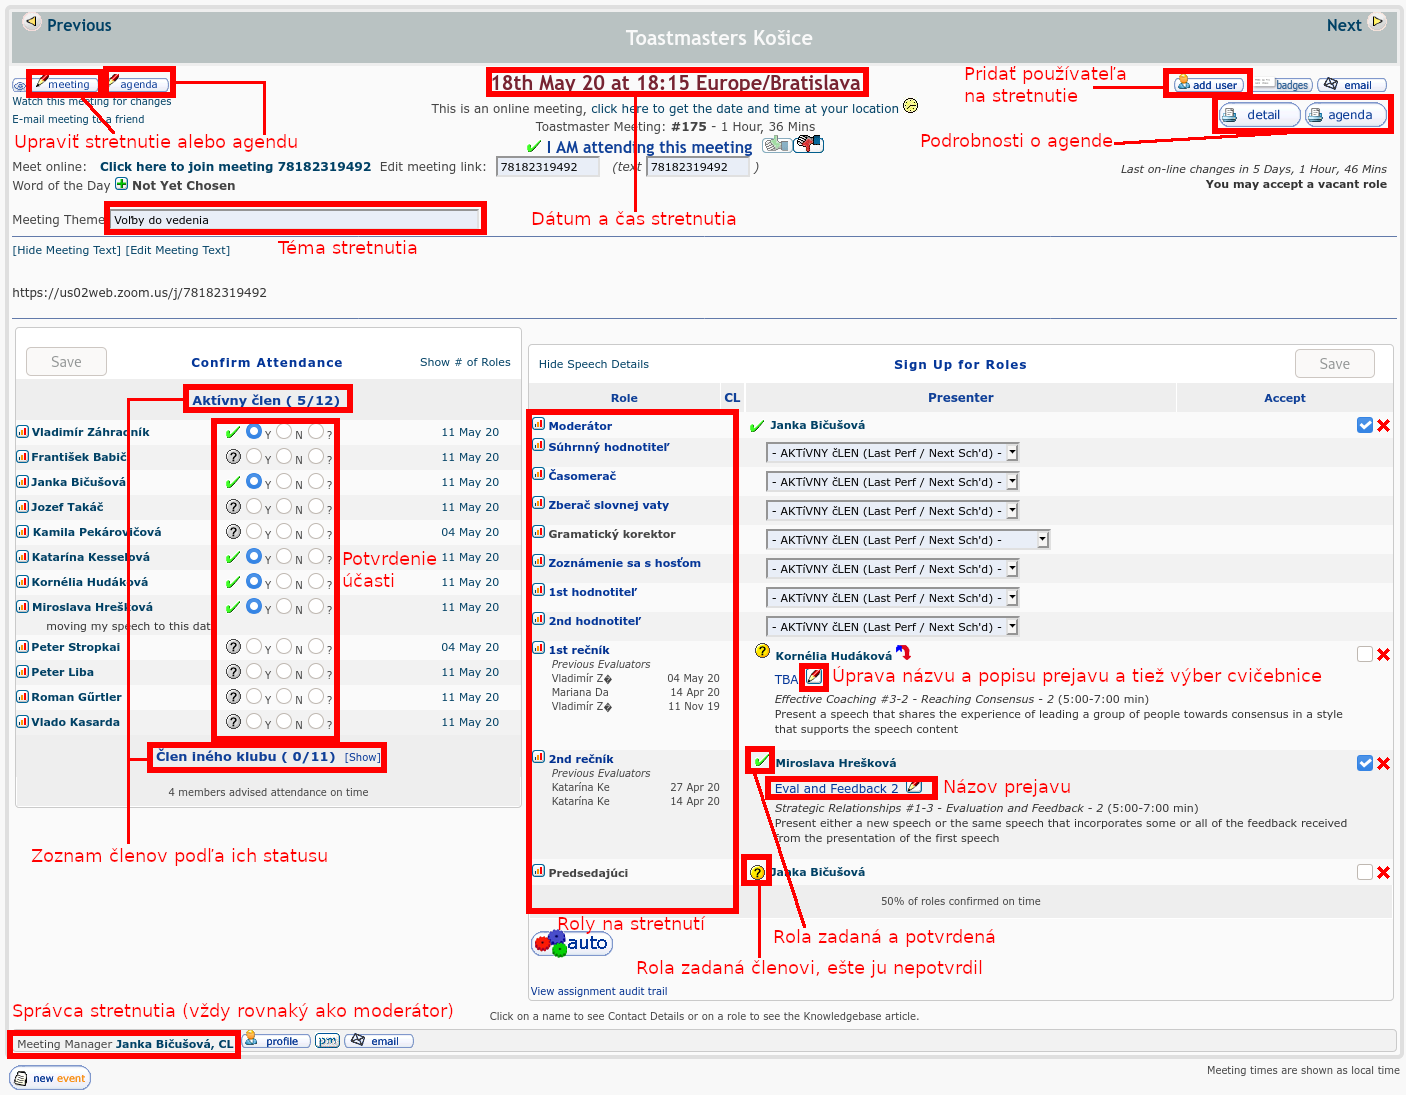 Previous
Next
Toastmasters Košice
meeting
agenda
18th May 20 at 18:15 Europe/Bratislava
Pridať používateľa
na stretnutie
add user
badges
email
Watch this meeting for changes
E-mail meeting to a friend
This is an online meeting, click here to get the date and time at your location
detail
agenda
Toastmaster Meeting: #175 - 1 Hour, 36 Mins
Upraviť stretnutie alebo agendu
I AM attending this meeting
Podrobnosti o agende
Meet online: Click here to join meeting 78182319492 Edit meeting link: 78182319492 (text 78182319492 )
Last on-line changes in 5 Days, 1 Hour, 46 Mins
Word of the Day Not Yet Chosen
You may accept a vacant role
Meeting Theme Voľby do vedenia
Dátum a čas stretnutia
[Hide Meeting Text] [Edit Meeting Text]
Téma stretnutia
https://us02web.zoom.us/j/78182319492
Save
Confirm Attendance
Show # of Roles
Aktívny člen ( 5/12)
Vladimír Záhradník Y N ? 11 May 20
František Babič ? Y N ? 11 May 20
Janka Bičušová Y N ? 11 May 20
Jozef Takáč ? Y N ? 11 May 20
Kamila Pekárovičová ? Y N ? 04 May 20
Katarína Kesselová Y N ? 11 May 20
Potvrdenie
účasti
Kornélia Hudáková Y N ? 11 May 20
Miroslava Hrešková Y N ? 11 May 20
moving my speech to this dat
Peter Stropkai ? Y N ? 04 May 20
Peter Liba ? Y N ? 11 May 20
Roman Gűrtler ? Y N ? 11 May 20
Vlado Kasarda ? Y N ? 11 May 20
Člen iného klubu ( 0/11) [Show]
4 members advised attendance on time
Zoznam členov podľa ich statusu
Hide Speech Details
Sign Up for Roles
Save
Role CL Presenter Accept
Moderátor Janka Bičušová
Súhrnný hodnotiteľ - AKTíVNY čLEN (Last Perf / Next Sch'd) -
Časomerač - AKTíVNY čLEN (Last Perf / Next Sch'd) -
Zberač slovnej vaty - AKTíVNY čLEN (Last Perf / Next Sch'd) -
Gramatický korektor - AKTíVNY čLEN (Last Perf / Next Sch'd) -
Zoznámenie sa s hosťom - AKTíVNY čLEN (Last Perf / Next Sch'd) -
1st hodnotiteľ - AKTíVNY čLEN (Last Perf / Next Sch'd) -
2nd hodnotiteľ - AKTíVNY čLEN (Last Perf / Next Sch'd) -
1st rečník ? Kornélia Hudáková
Previous Evaluators
Vladimír Z� 04 May 20
Mariana Da 14 Apr 20
Vladimír Z� 11 Nov 19
TBA
Úprava názvu a popisu prejavu a tiež výber cvičebnice
Effective Coaching #3-2 - Reaching Consensus - 2 (5:00-7:00 min)
Present a speech that shares the experience of leading a group of people towards consensus in a style
that supports the speech content
2nd rečník Miroslava Hrešková
Previous Evaluators
Katarína Ke 27 Apr 20
Katarína Ke 14 Apr 20
Eval and Feedback 2
Názov prejavu
Strategic Relationships #1-3 - Evaluation and Feedback - 2 (5:00-7:00 min)
Present either a new speech or the same speech that incorporates some or all of the feedback received
from the presentation of the first speech
Predsedajúci ? Janka Bičušová
50% of roles confirmed on time
Roly na stretnutí
auto
Rola zadaná a potvrdená
Rola zadaná členovi, ešte ju nepotvrdil
View assignment audit trail
Správca stretnutia (vždy rovnaký ako moderátor)
Click on a name to see Contact Details or on a role to see the Knowledgebase article.
Meeting Manager Janka Bičušová, CL
profile
email
Meeting times are shown as local time
new event